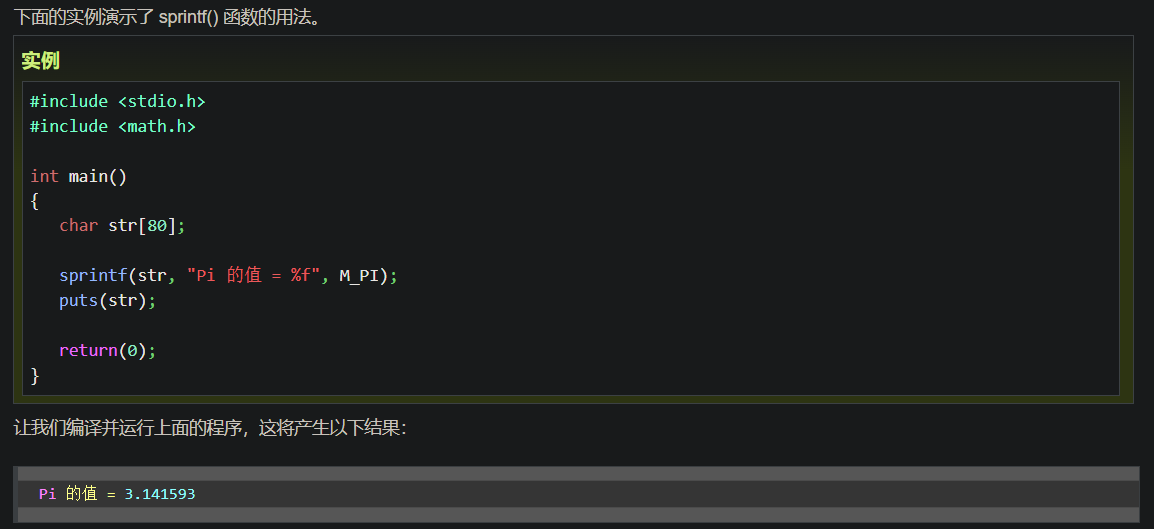 下面的实例演示了 sprintf() 函数的用法。
实例
#include <stdio.h>
#include <math.h>
int main()
{
   char str[80];
   sprintf(str, "Pi 的值 = %f", M_PI);
   puts(str);
   return(0);
}
让我们编译并运行上面的程序，这将产生以下结果：
Pi 的值 = 3.141593